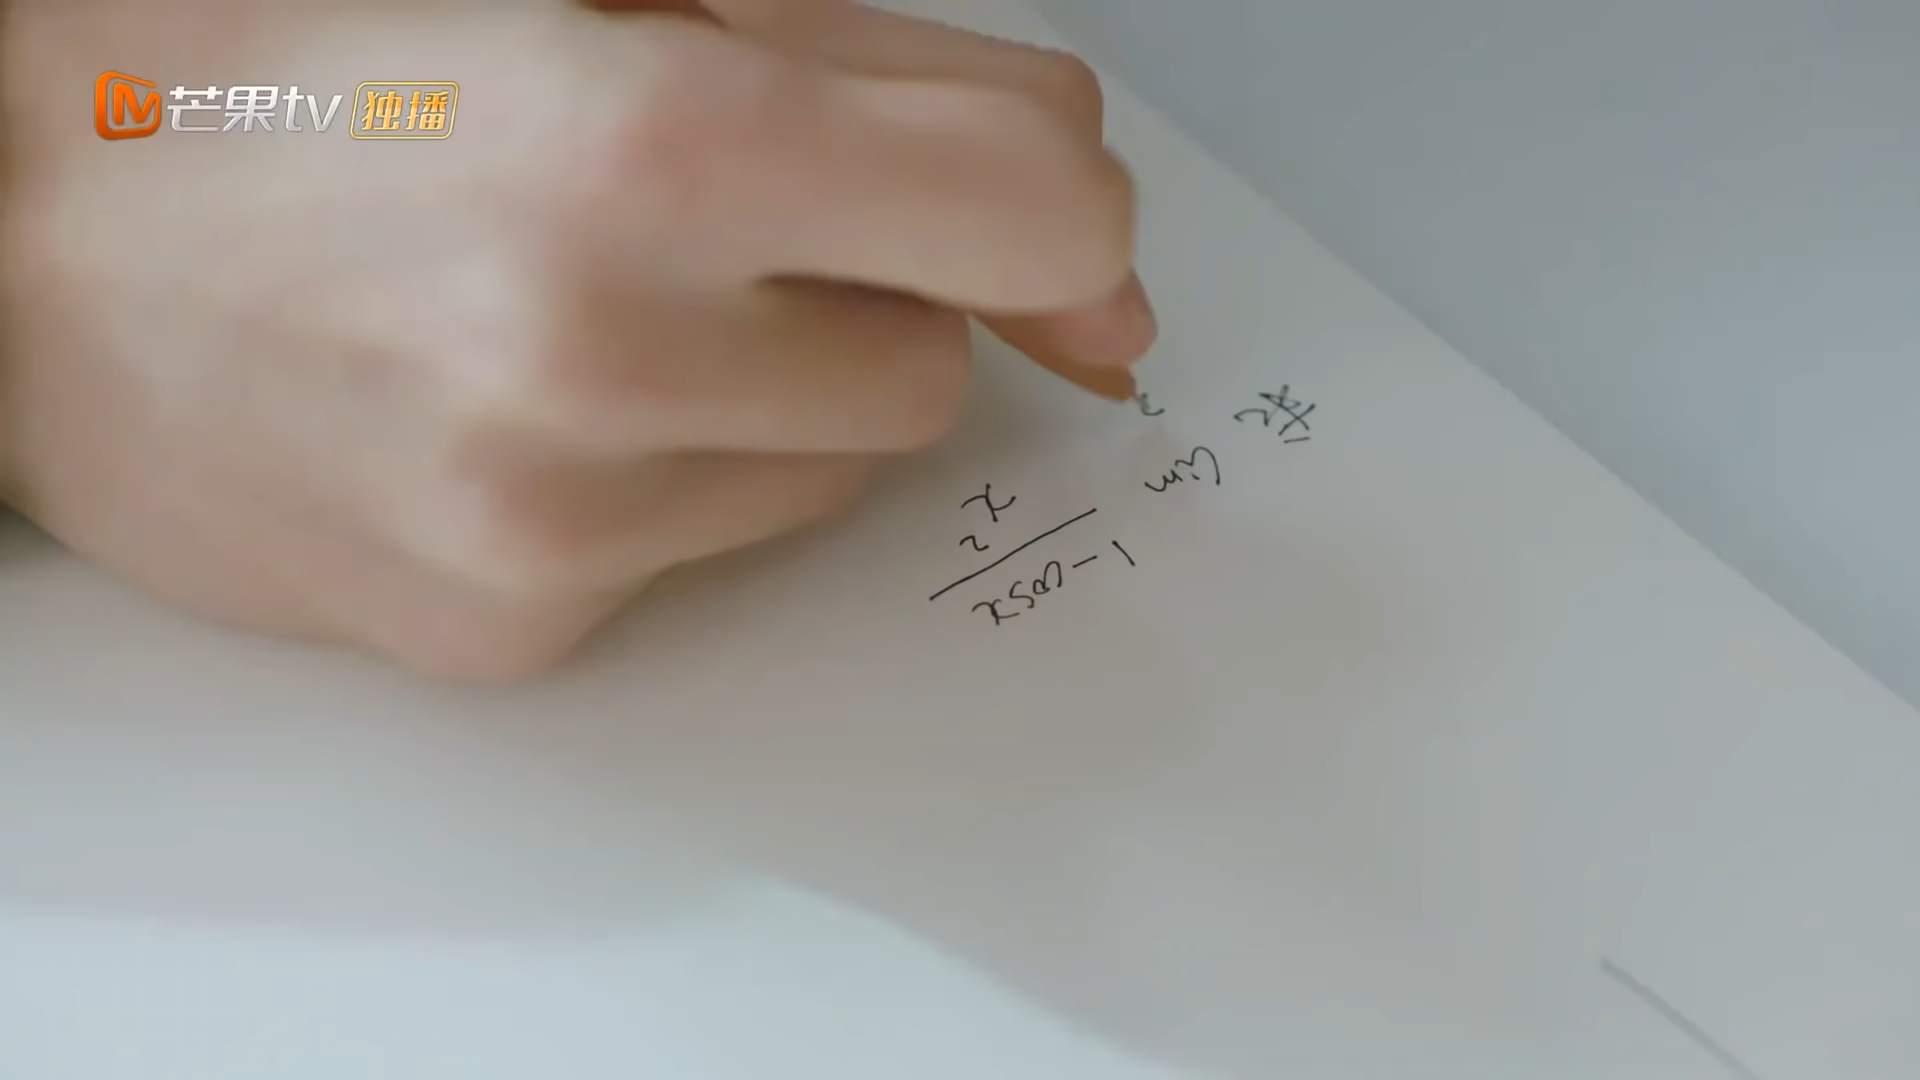 芒果tv 独播
求 lim 1-cosx
x²